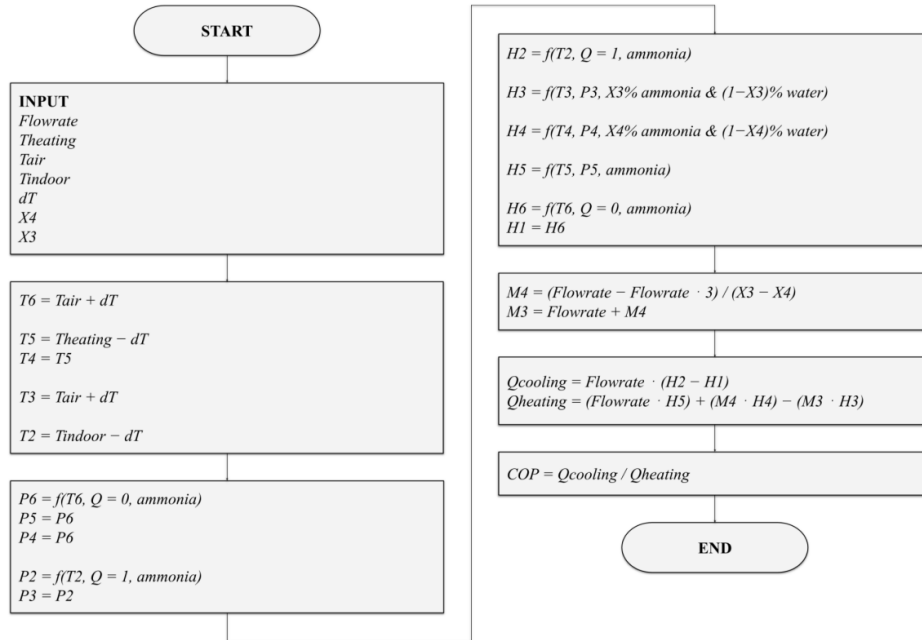 START
INPUT
Flowrate
Theating
Tair
Tindoor
dT
X4
X3
T6 = Tair + dT
T5 = Theating − dT
T4 = T5
T3 = Tair + dT
T2 = Tindoor − dT
P6 = f(T6, Q = 0, ammonia)
P5 = P6
P4 = P6
P2 = f(T2, Q = 1, ammonia)
P3 = P2
H2 = f(T2, Q = 1, ammonia)
H3 = f(T3, P3, X3% ammonia & (1−X3)% water)
H4 = f(T4, P4, X4% ammonia & (1−X4)% water)
H5 = f(T5, P5, ammonia)
H6 = f(T6, Q = 0, ammonia)
H1 = H6
M4 = (Flowrate − Flowrate · 3) / (X3 − X4)
M3 = Flowrate + M4
Qcooling = Flowrate · (H2 − H1)
Qheating = (Flowrate · H5) + (M4 · H4) − (M3 · H3)
COP = Qcooling / Qheating
END